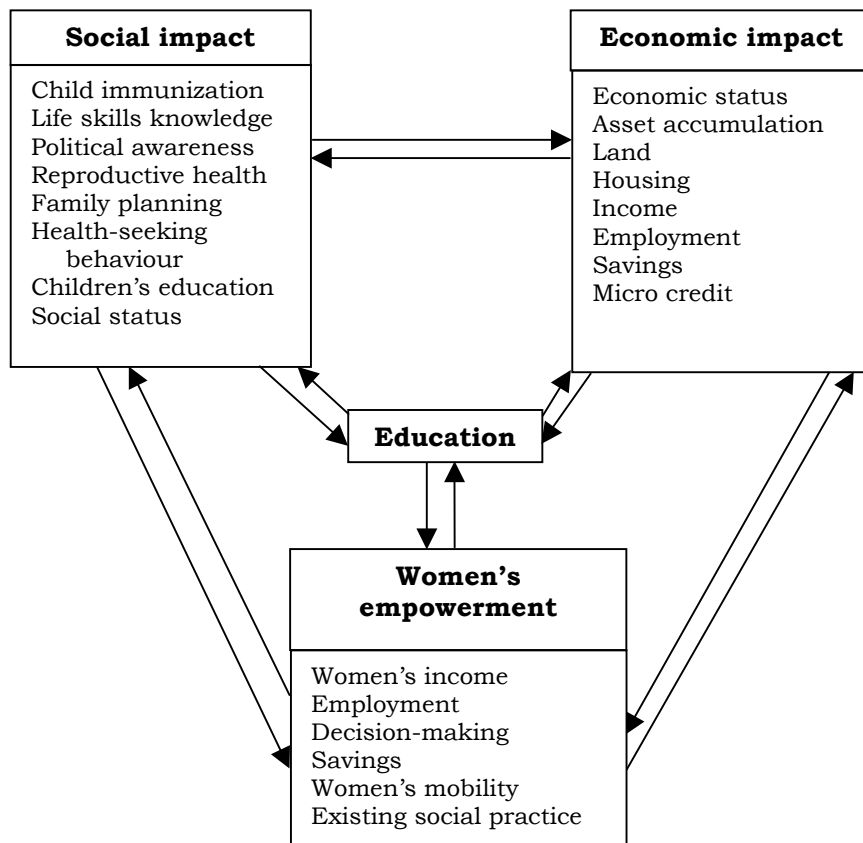 Social impact
Child immunization
Life skills knowledge
Political awareness
Reproductive health
Family planning
Health-seeking
behaviour
Children’s education
Social status
Economic impact
Economic status
Asset accumulation
Land
Housing
Income
Employment
Savings
Micro credit
Education
Women’s
empowerment
Women’s income
Employment
Decision-making
Savings
Women’s mobility
Existing social practice